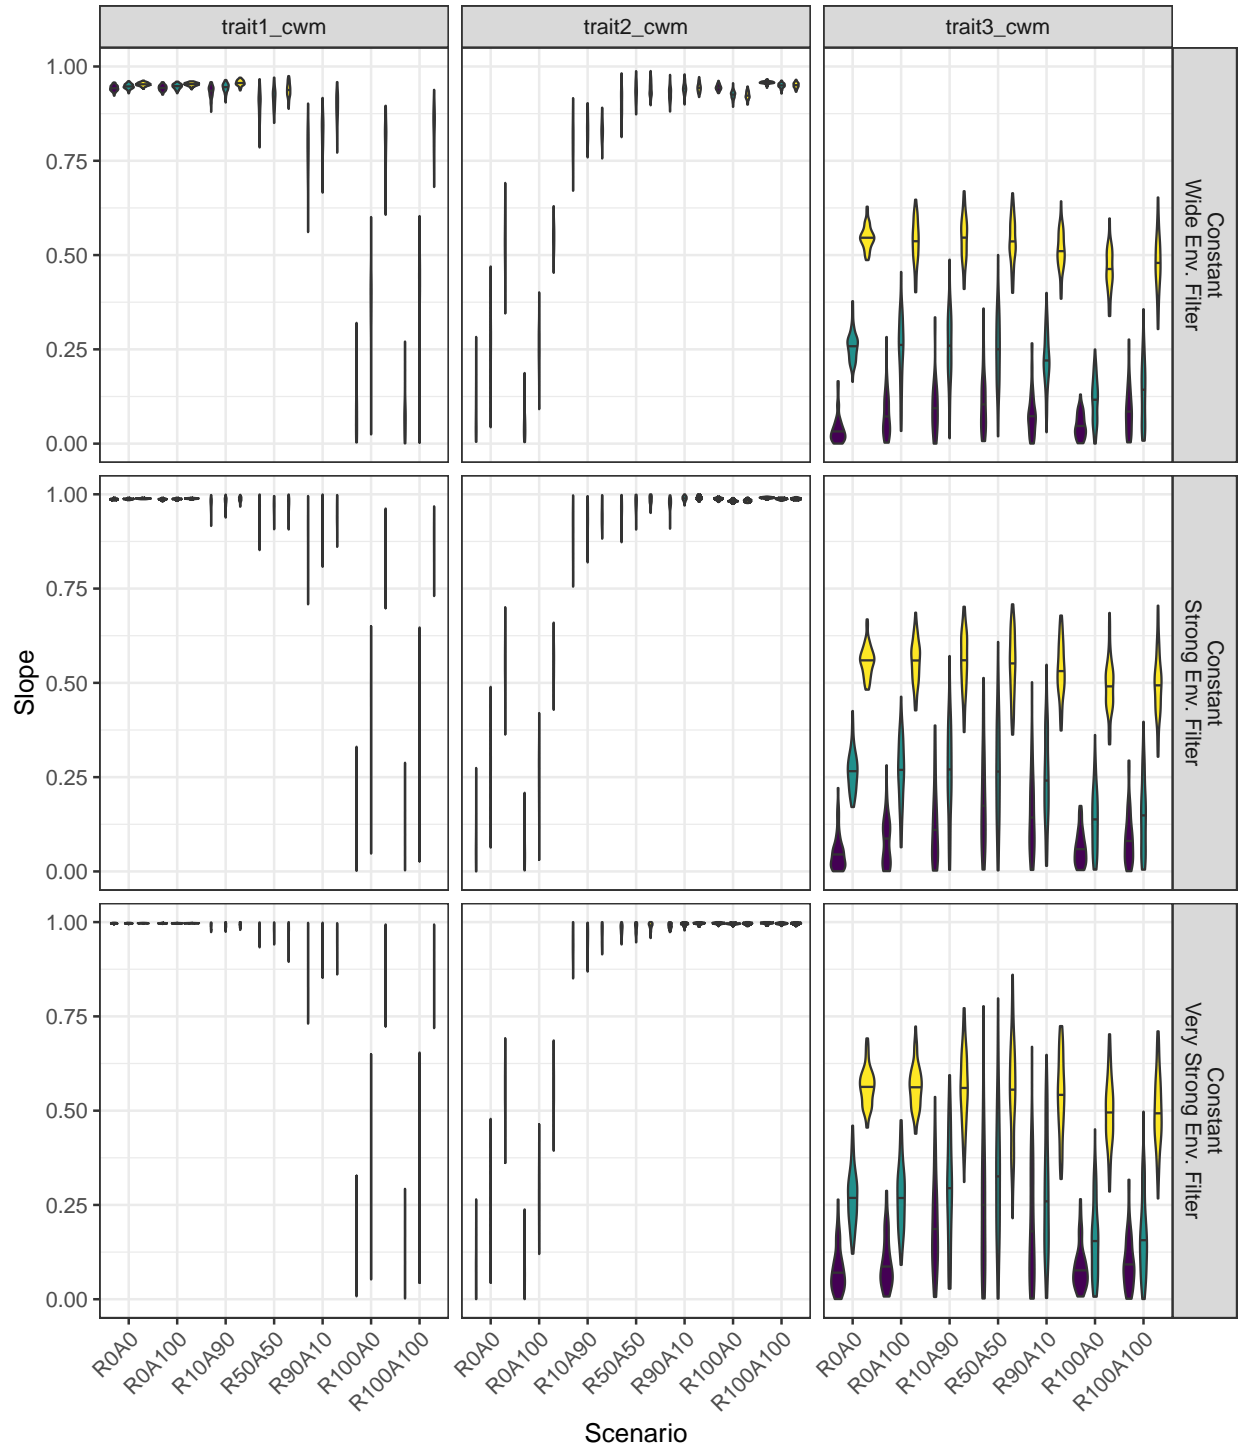 trait1_cwm
trait2_cwm
trait3_cwm
1.00
0.75
0.50
0.25
0.00
Constant
Wide Env. Filter
1.00
0.75
0.50
0.25
0.00
Constant
Strong Env. Filter
1.00
0.75
0.50
0.25
0.00
Constant
Very Strong Env. Filter
Slope
R0A0
R0A100
R10A90
R50A50
R90A10
R100A0
R100A100
R0A0
R0A100
R10A90
R50A50
R90A10
R100A0
R100A100
R0A0
R0A100
R10A90
R50A50
R90A10
R100A0
R100A100
Scenario